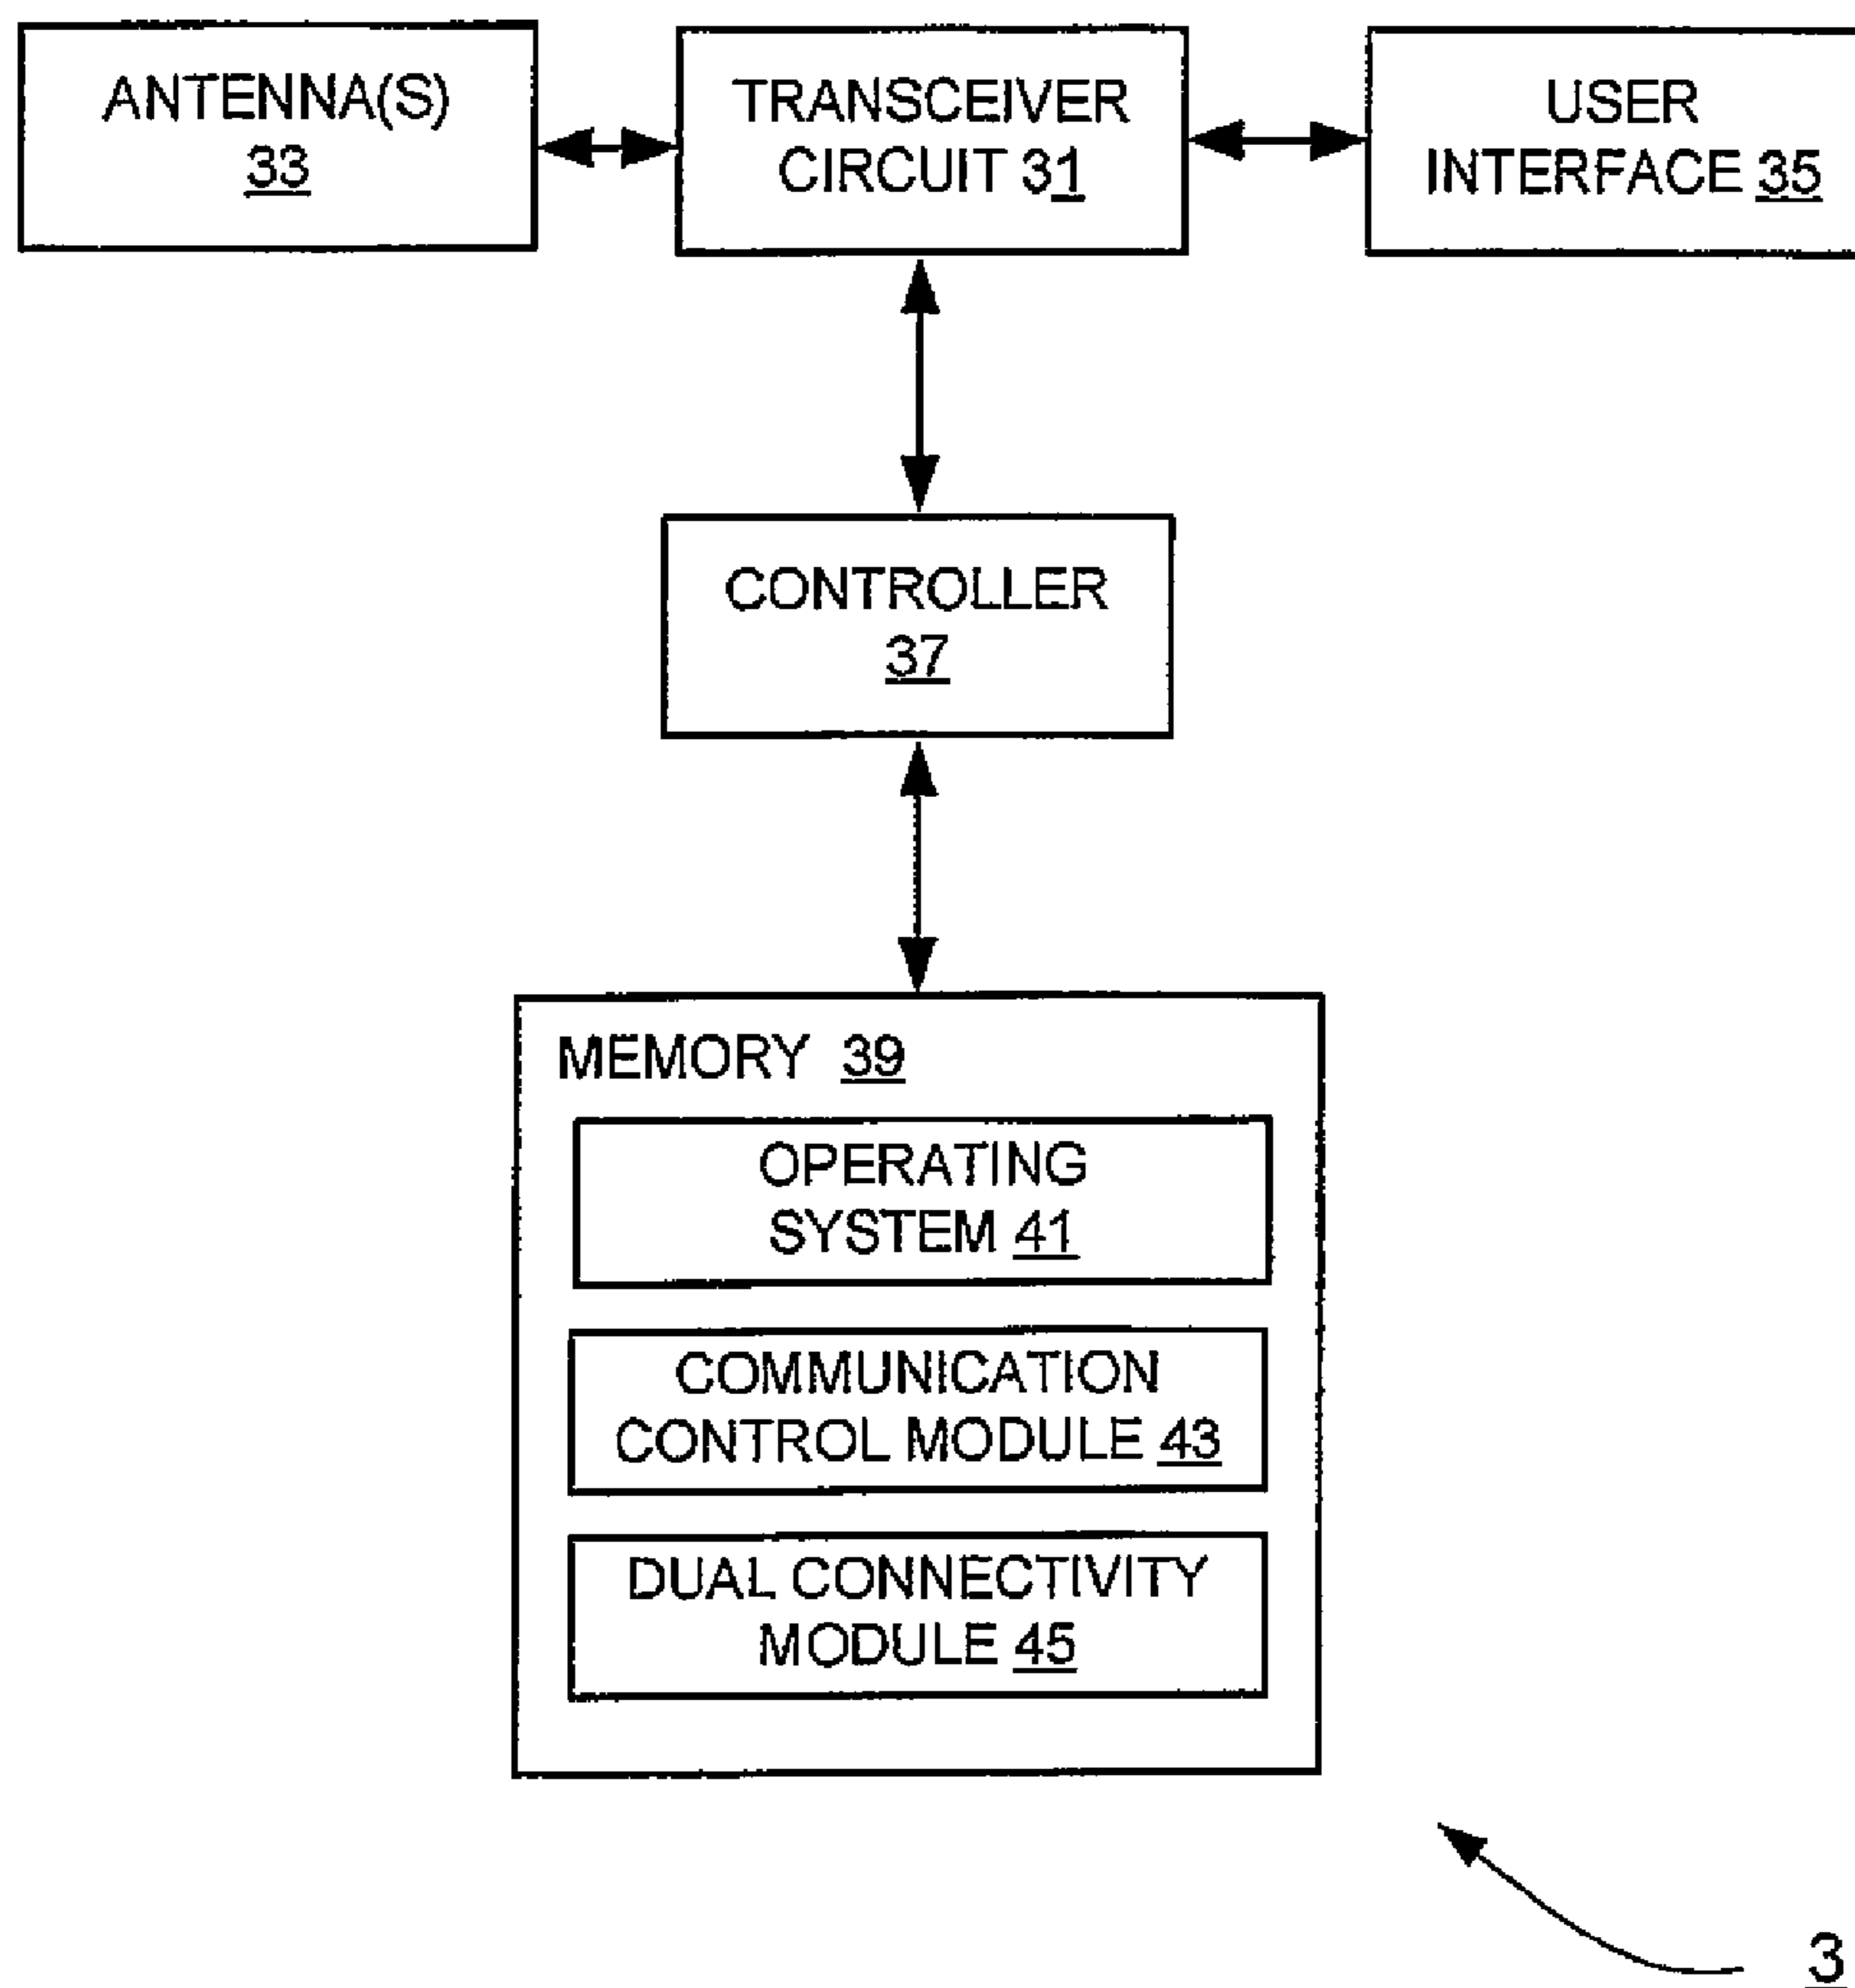 ANTENNA(S)
33
TRANSCEIVER
CIRCUIT 31
USER
INTERFACE 35
CONTROLLER
37
MEMORY 39
OPERATING
SYSTEM 41
COMMUNICATION
CONTROL MODULE 43
DUAL CONNECTIVITY
MODULE 45
3